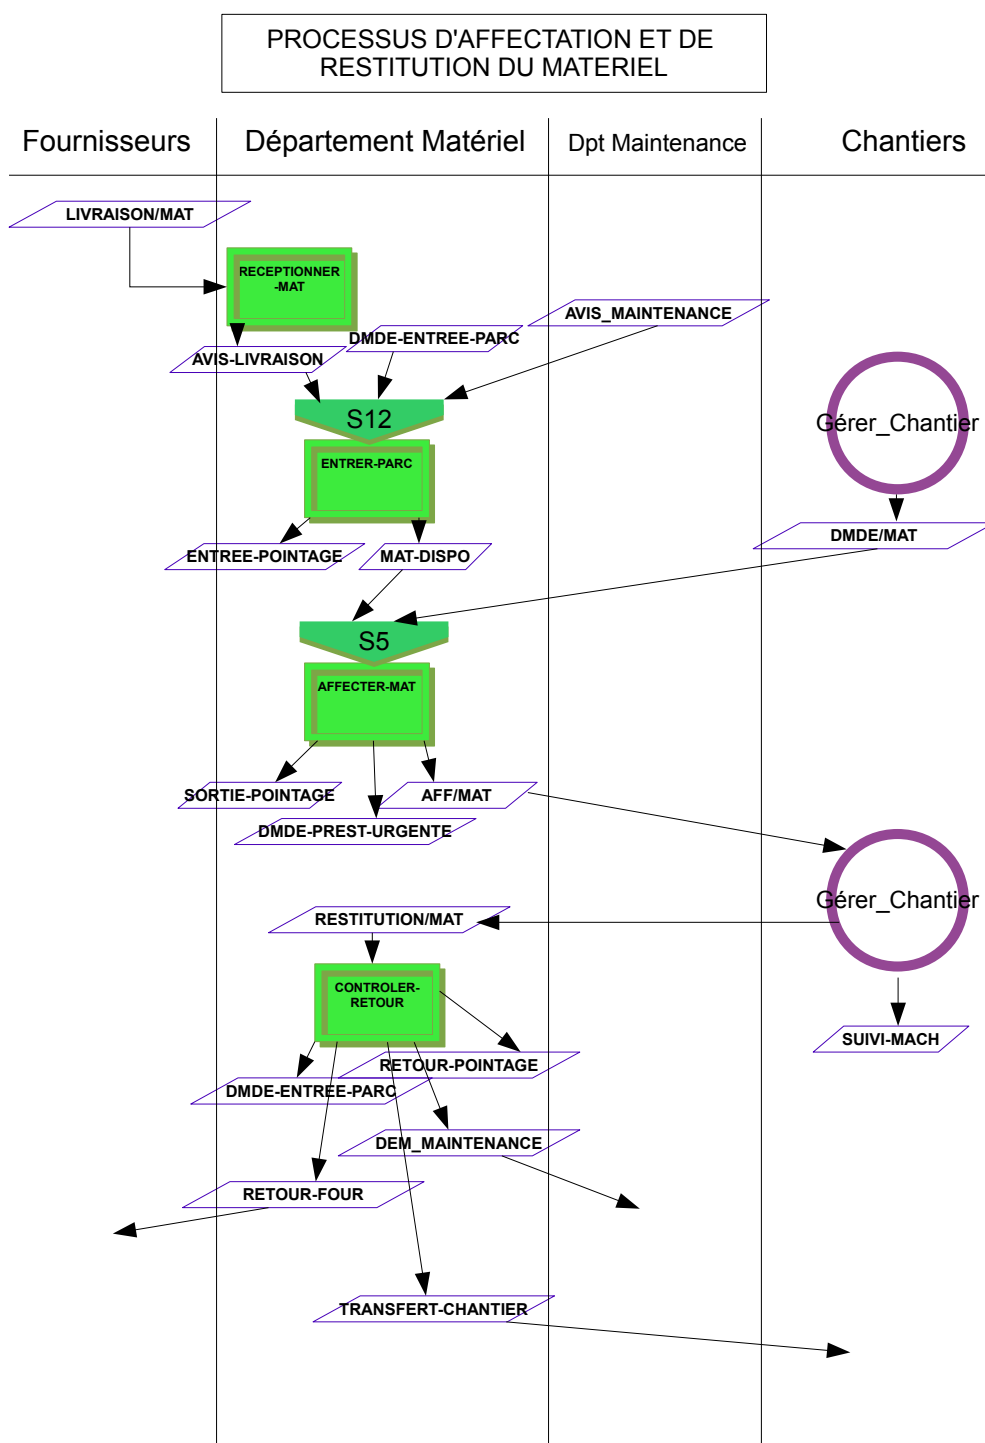 PROCESSUS D'AFFECTATION ET DE
RESTITUTION DU MATERIEL
Fournisseurs
Département Matériel
Dpt Maintenance
Chantiers
LIVRAISON/MAT
RECEPTIONNER
-MAT
AVIS_MAINTENANCE
DMDE-ENTREE-PARC
AVIS-LIVRAISON
S12
Gérer_Chantier
ENTRER-PARC
DMDE/MAT
ENTREE-POINTAGE
MAT-DISPO
S5
AFFECTER-MAT
SORTIE-POINTAGE
AFF/MAT
DMDE-PREST-URGENTE
Gérer_Chantier
RESTITUTION/MAT
CONTROLER-
RETOUR
SUIVI-MACH
RETOUR-POINTAGE
DMDE-ENTREE-PARC
DEM_MAINTENANCE
RETOUR-FOUR
TRANSFERT-CHANTIER